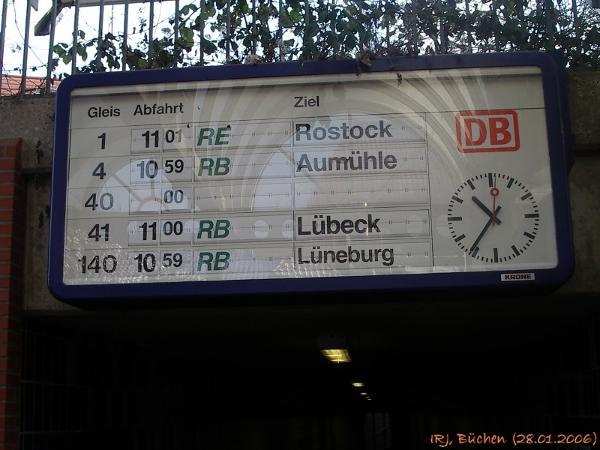 Gleis Abfahrt Ziel
1 11 01 RE Rostock
4 10 59 RB Aumühle
40 00
41 11 00 RB Lübeck
140 10 59 RB Lüneburg
DB
KRONE
IRJ, Büchen (28.01.2006)